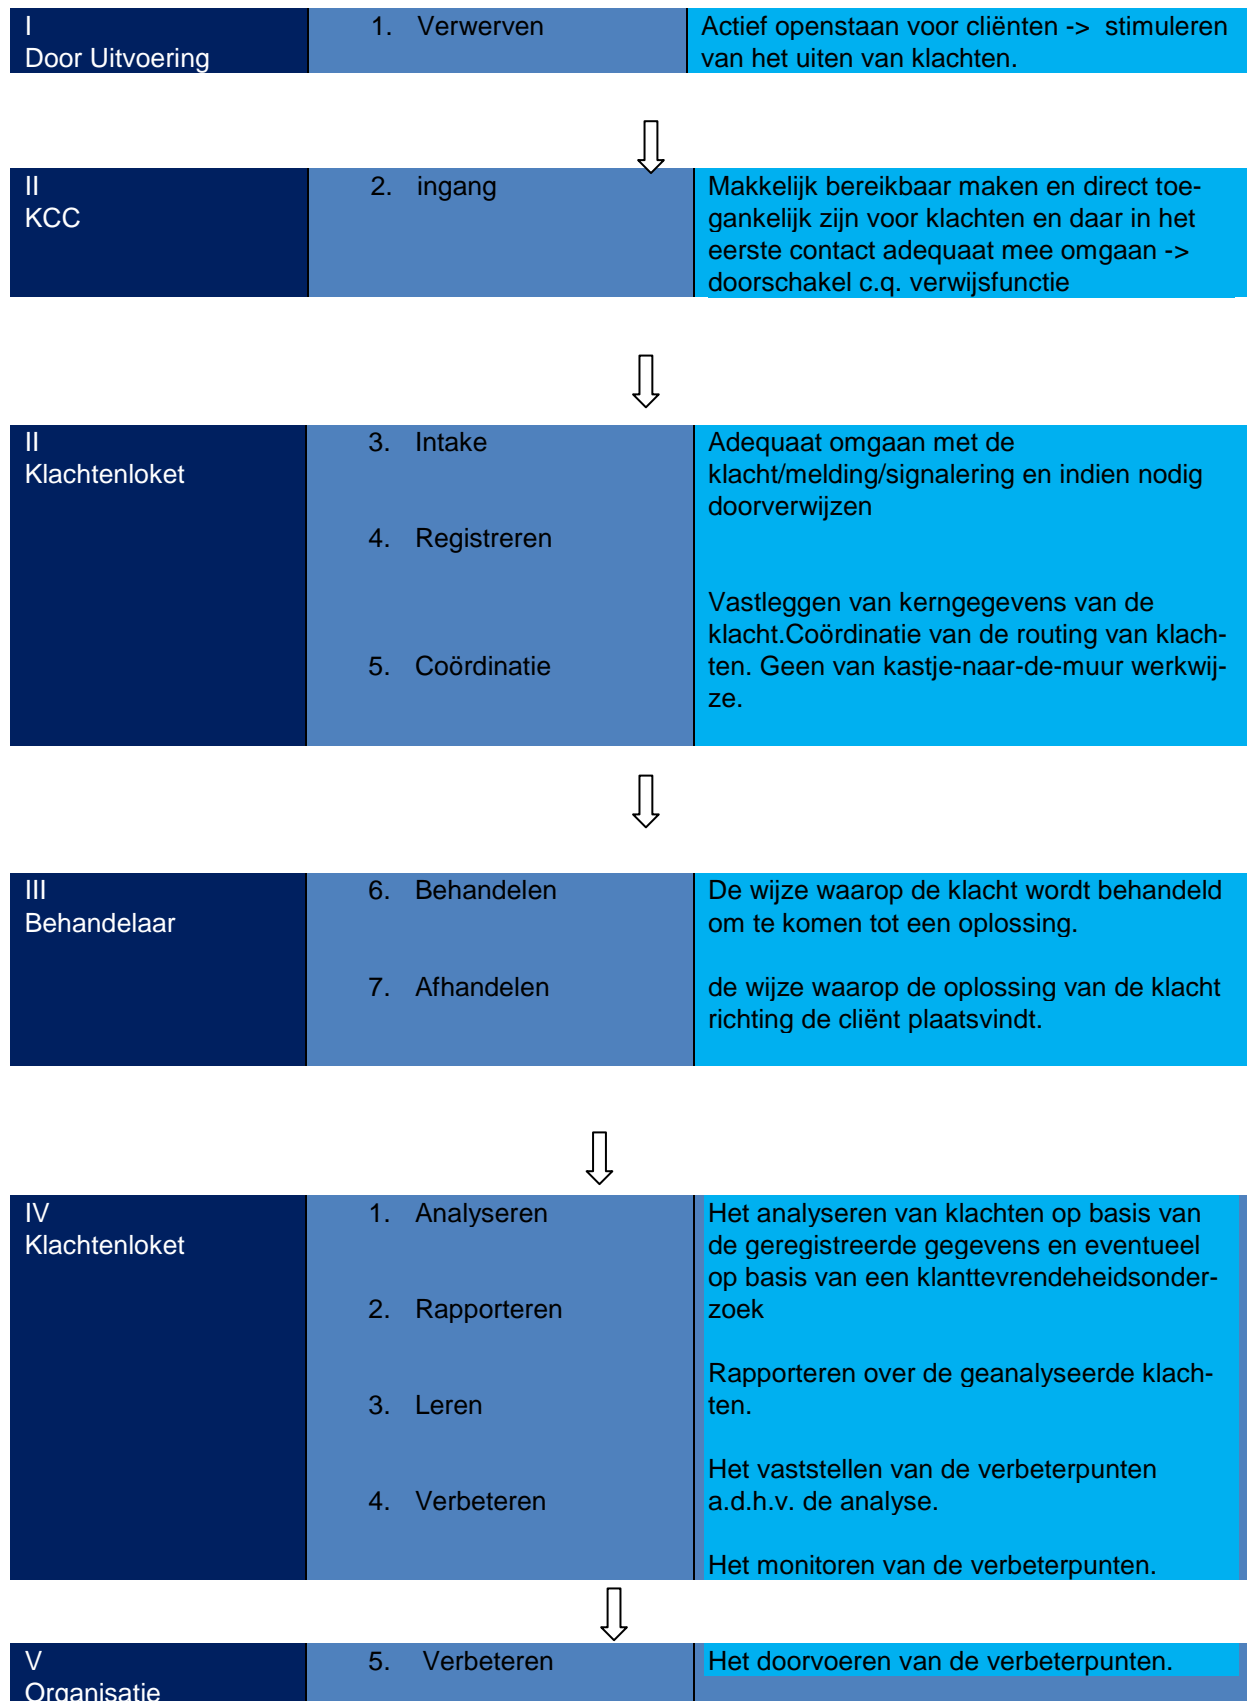 I
Door Uitvoering
1. Verwerven
Actief openstaan voor cliënten -> stimuleren
van het uiten van klachten.
II
KCC
2. ingang
Makkelijk bereikbaar maken en direct toe-
gankelijk zijn voor klachten en daar in het
eerste contact adequaat mee omgaan ->
doorschakel c.q. verwijsfunctie
II
Klachtenloket
3. Intake
4. Registreren
5. Coördinatie
Adequaat omgaan met de
klacht/melding/signalering en indien nodig
doorverwijzen
Vastleggen van kerngegevens van de
klacht.Coördinatie van de routing van klach-
ten. Geen van kastje-naar-de-muur werkwij-
ze.
III
Behandelaar
6. Behandelen
7. Afhandelen
De wijze waarop de klacht wordt behandeld
om te komen tot een oplossing.
de wijze waarop de oplossing van de klacht
richting de cliënt plaatsvindt.
IV
Klachtenloket
1. Analyseren
2. Rapporteren
3. Leren
4. Verbeteren
Het analyseren van klachten op basis van
de geregistreerde gegevens en eventueel
op basis van een klanttevrendeheidsonder-
zoek
Rapporteren over de geanalyseerde klach-
ten.
Het vaststellen van de verbeterpunten
a.d.h.v. de analyse.
Het monitoren van de verbeterpunten.
V
Organisatie
5. Verbeteren
Het doorvoeren van de verbeterpunten.